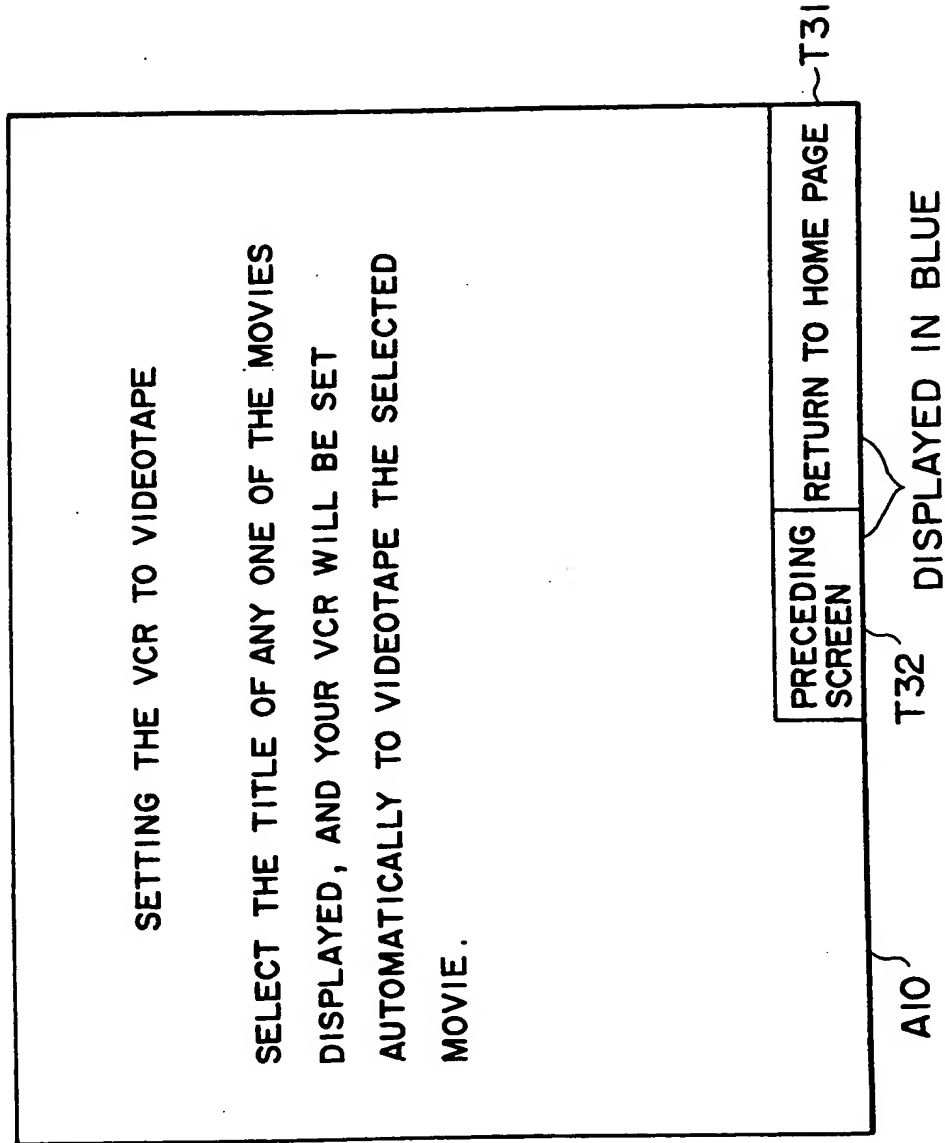 SETTING THE VCR TO VIDEOTAPE
SELECT THE TITLE OF ANY ONE OF THE MOVIES
DISPLAYED, AND YOUR VCR WILL BE SET
AUTOMATICALLY TO VIDEOTAPE THE SELECTED
MOVIE.
PRECEDING
SCREEN
RETURN TO HOME PAGE
T31
A10
T32
DISPLAYED IN BLUE